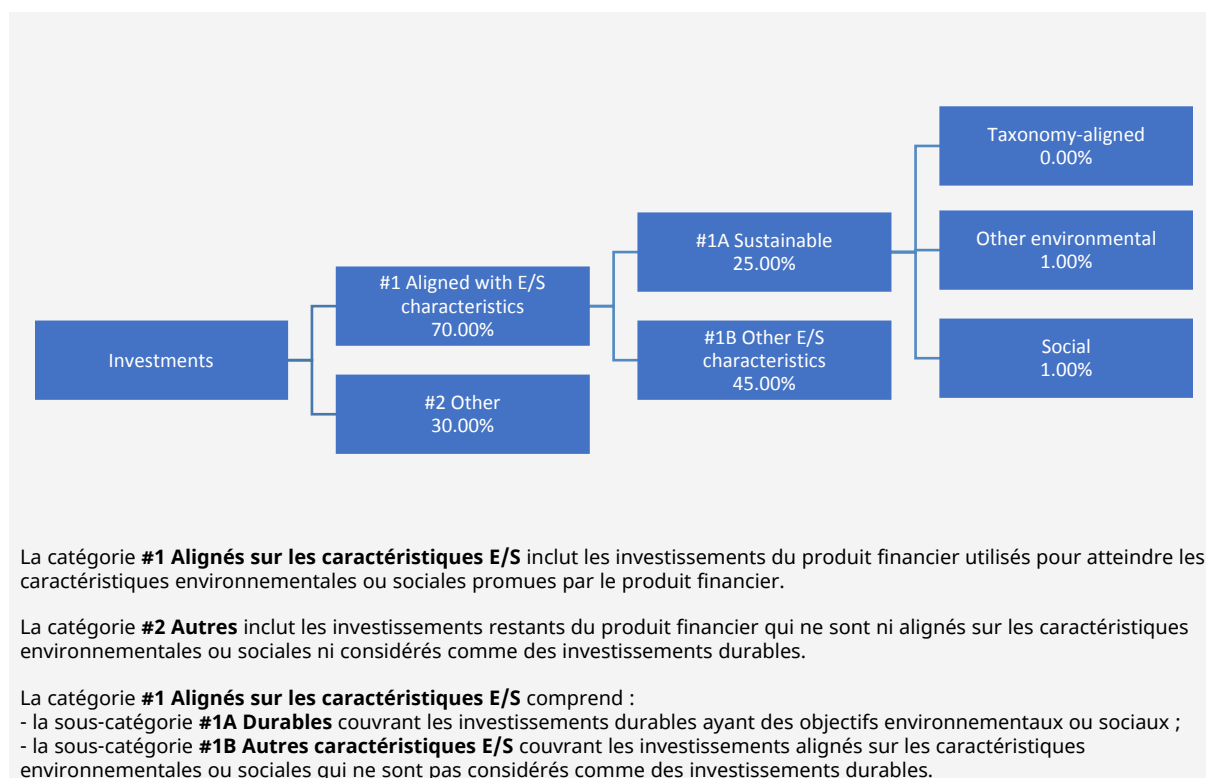 Investments
#1 Aligned with E/S
characteristics
70.00%
#2 Other
30.00%
#1A Sustainable
25.00%
#1B Other E/S
characteristics
45.00%
Taxonomy-aligned
0.00%
Other environmental
1.00%
Social
1.00%
La catégorie #1 Alignés sur les caractéristiques E/S inclut les investissements du produit financier utilisés pour atteindre les
caractéristiques environnementales ou sociales promues par le produit financier.
La catégorie #2 Autres inclut les investissements restants du produit financier qui ne sont ni alignés sur les caractéristiques
environnementales ou sociales ni considérés comme des investissements durables.
La catégorie #1 Alignés sur les caractéristiques E/S comprend :
- la sous-catégorie #1A Durables couvrant les investissements durables ayant des objectifs environnementaux ou sociaux ;
- la sous-catégorie #1B Autres caractéristiques E/S couvrant les investissements alignés sur les caractéristiques
environnementales ou sociales qui ne sont pas considérés comme des investissements durables.